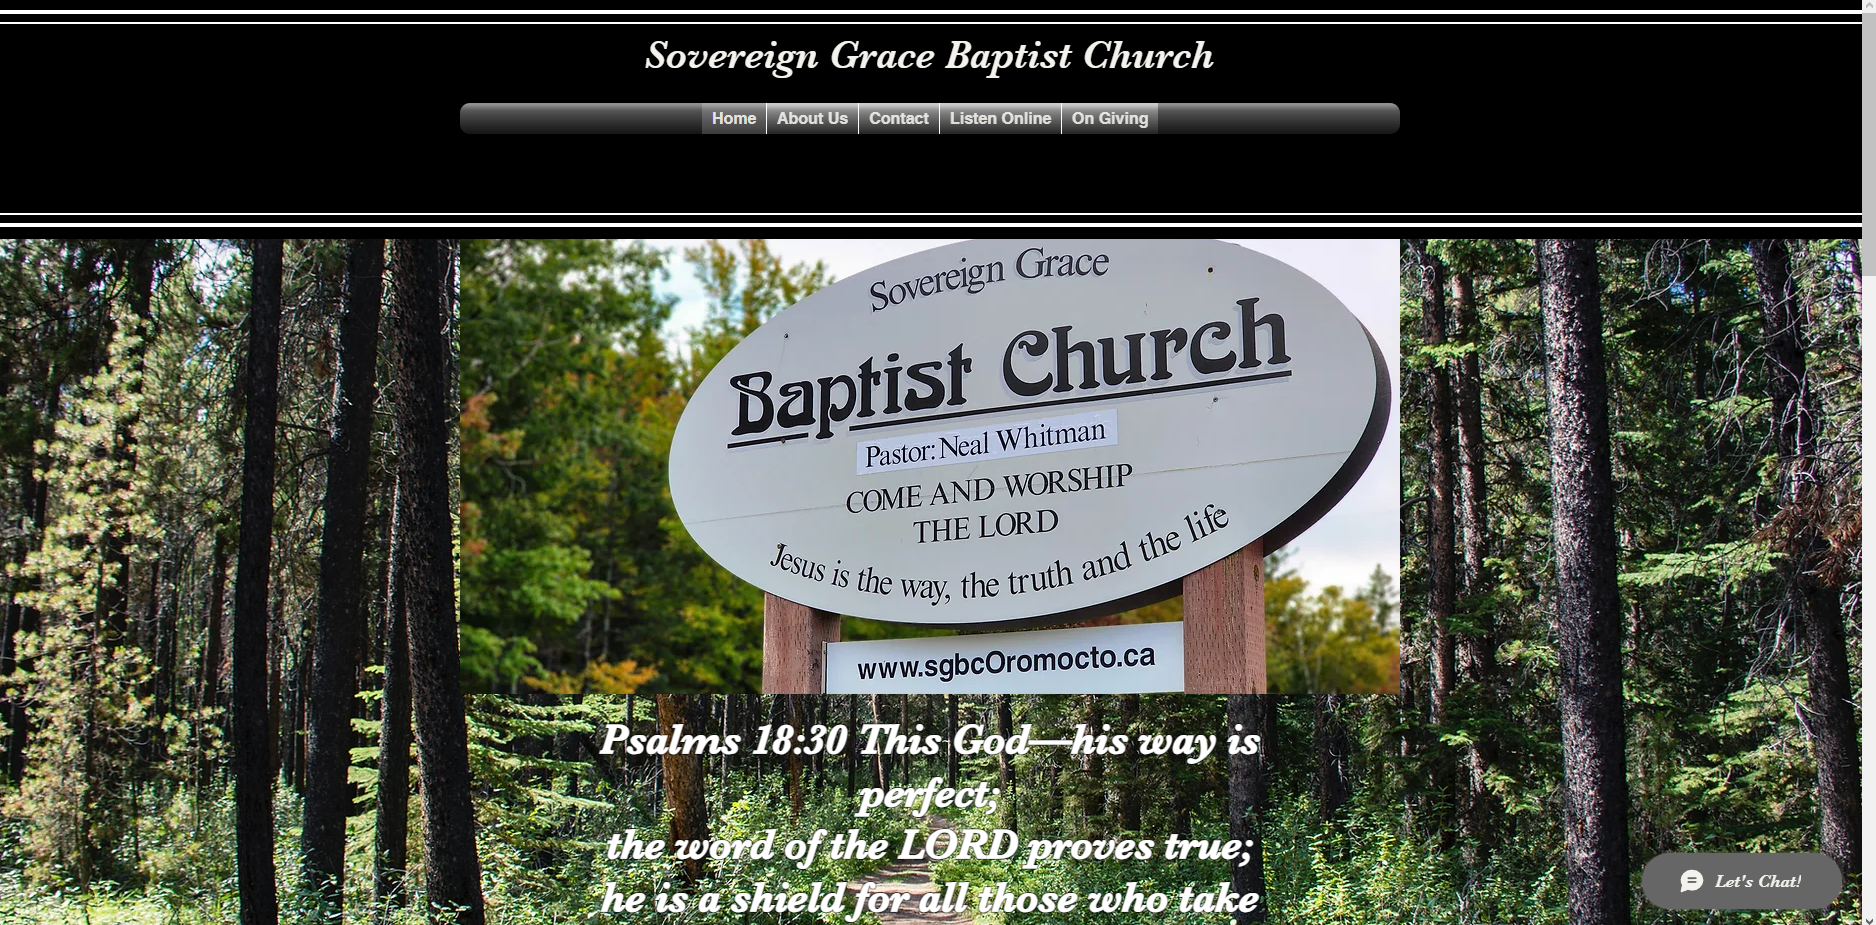 Sovereign Grace Baptist Church
Home About Us Contact Listen Online On Giving
Sovereign Grace
Baptist Church
Pastor: Neal Whitman
COME AND WORSHIP
THE LORD
Jesus is the way, the truth and the life
www.sgbcOromocto.ca
Psalms 18:30 This God—his way is
perfect;
the word of the LORD proves true;
he is a shield for all those who take
Let's Chat!